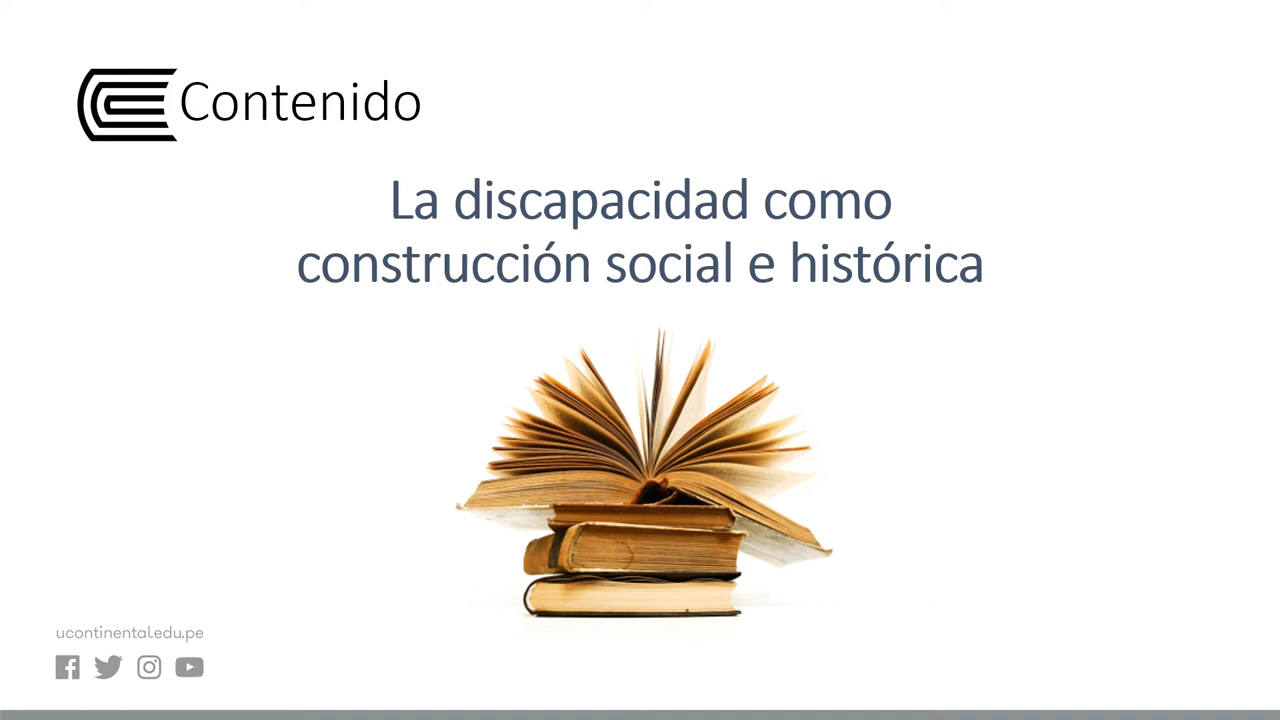 Contenido
La discapacidad como
construcción social e histórica
ucontinental.edu.pe